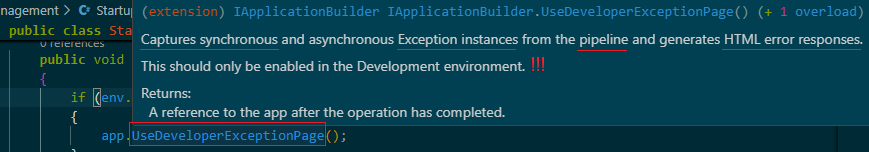 nagement > C# Startup
(extension) IApplicationBuilder IApplicationBuilder.UseDeveloperExceptionPage() (+ 1 overload)
public class Sta
Captures synchronous and asynchronous Exception instances from the pipeline and generates HTML error responses.
0 references
public void
This should only be enabled in the Development environment. !!!
{
Returns:
if (env.
A reference to the app after the operation has completed.
{
app.UseDeveloperExceptionPage();
}